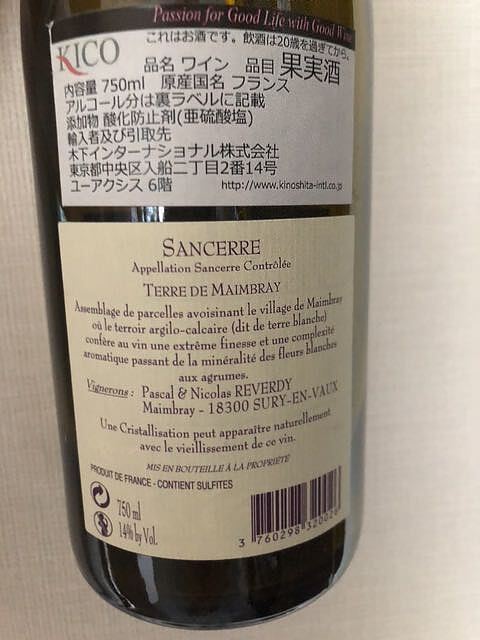 Passion for Good Life with Good Wine
これはお酒です。飲酒は20歳を過ぎてから。
KICO
品名 ワイン 品目 果実酒
内容量 750ml 原産国名 フランス
アルコール分は裏ラベルに記載
添加物 酸化防止剤(亜硫酸塩)
輸入者及び引取先
木下インターナショナル株式会社
東京都中央区入船二丁目2番14号
ユーアクシス 6階 http://www.kinoshita-intl.co.jp
SANCERRE
Appellation Sancerre Contrôlée
TERRE DE MAIMBRAY
Assemblage de parcelles avoisinant le village de Maimbray
où le terroir argilo-calcaire (dit de terre blanche)
confère au vin une extrême finesse et une complexité
aromatique passant de la minéralité des fleurs blanches
aux agrumes.
Vignerons : Pascal & Nicolas REVERDY
Maimbray - 18300 SURY-EN-VAUX
Une Cristallisation peut apparaître naturellement
avec le vieillissement de ce vin.
MIS EN BOUTEILLE À LA PROPRIÉTÉ
PRODUIT DE FRANCE - CONTIENT SULFITES
750 ml
14% by Vol.
3 760298 320020